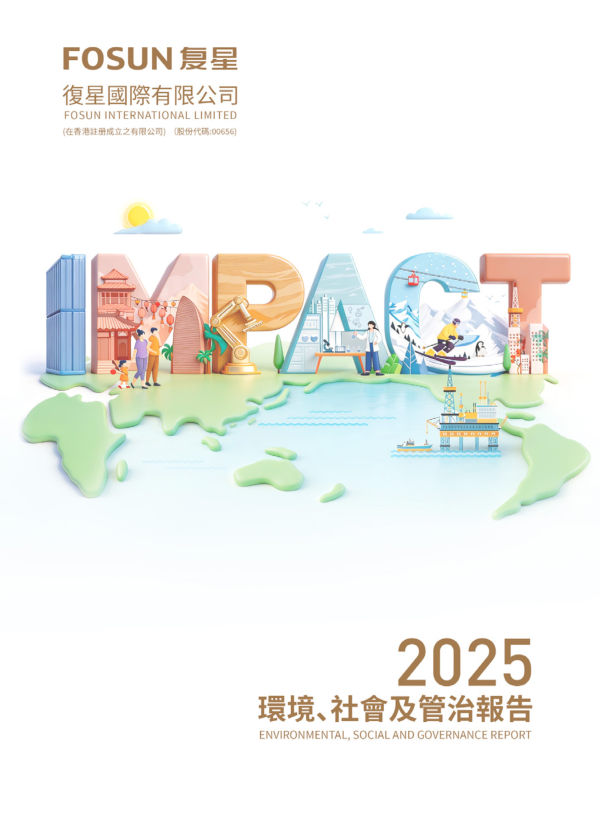 FOSUN 复星
復星國際有限公司
FOSUN INTERNATIONAL LIMITED
(在香港註冊成立之有限公司) (股份代碼:00656)
IMPACT
2025
環境、社會及管治報告
ENVIRONMENTAL, SOCIAL AND GOVERNANCE REPORT